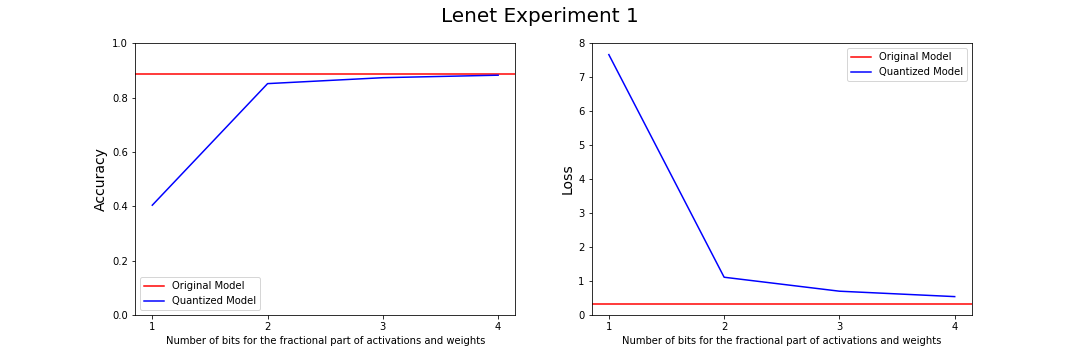 Lenet Experiment 1
1.0
0.8
0.6
0.4
0.2
0.0
Accuracy
Original Model
Quantized Model
1 2 3 4
Number of bits for the fractional part of activations and weights
8
7
6
5
4
3
2
1
0
Loss
Original Model
Quantized Model
1 2 3 4
Number of bits for the fractional part of activations and weights